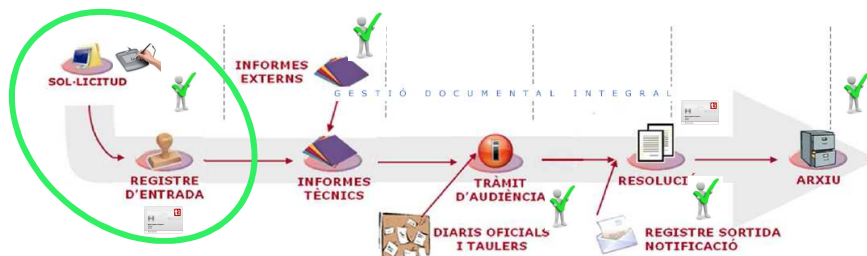 SOL·LICITUD
INFORMES
EXTERNS
GESTIÓ DOCUMENTAL INTEGRAL
REGISTRE
D'ENTRADA
INFORMES
TÈCNICS
TRÀMIT
D'AUDIÈNCIA
RESOLUCIÓ
ARXIU
DIARIS OFICIALS
I TAULERS
REGISTRE SORTIDA
NOTIFICACIÓ